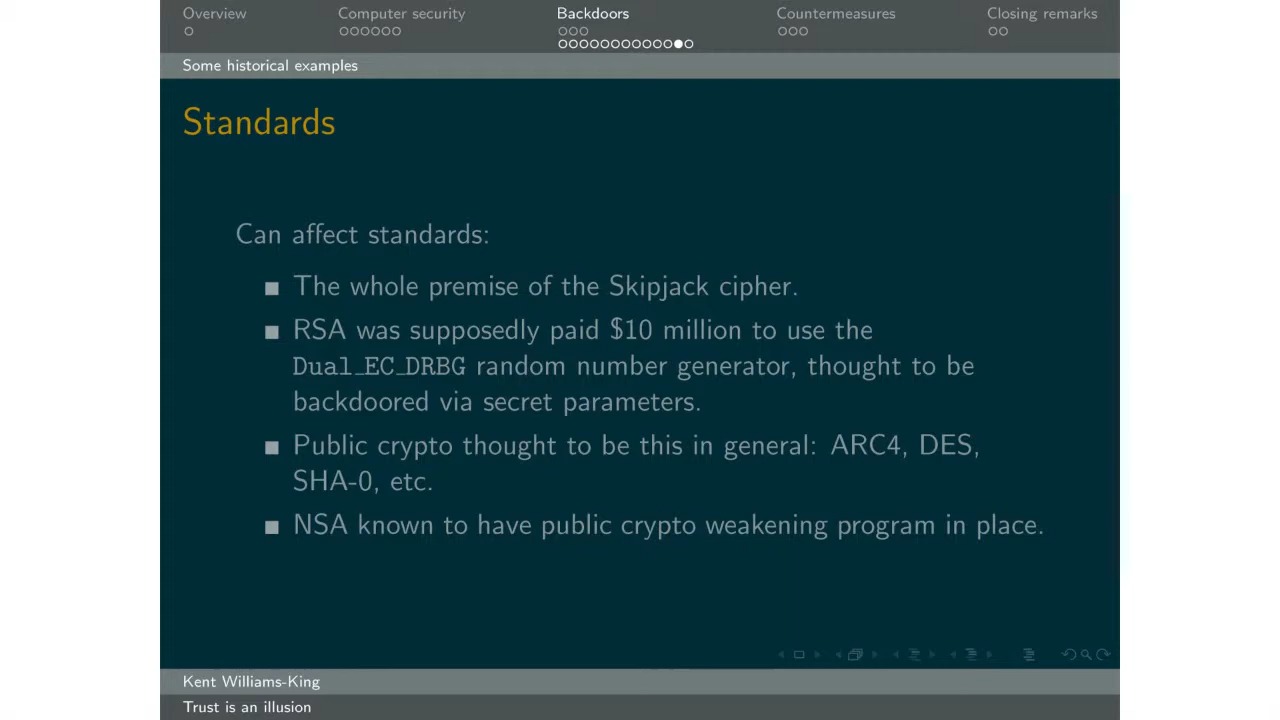 Overview
Computer security
Backdoors
Countermeasures
Closing remarks
Some historical examples
Standards
Can affect standards:
The whole premise of the Skipjack cipher.
RSA was supposedly paid $10 million to use the
Dual_EC_DRBG random number generator, thought to be
backdoored via secret parameters.
Public crypto thought to be this in general: ARC4, DES,
SHA-0, etc.
NSA known to have public crypto weakening program in place.
Kent Williams-King
Trust is an illusion